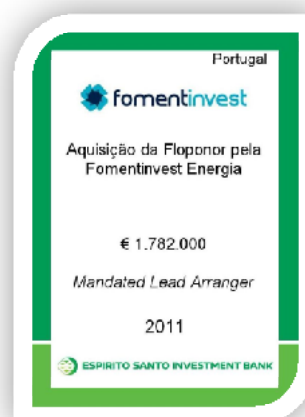 Portugal
fomentinvest
Aquisição da Floponor pela
Fomentinvest Energia
€ 1.782.000
Mandated Lead Arranger
2011
ESPIRITO SANTO INVESTMENT BANK